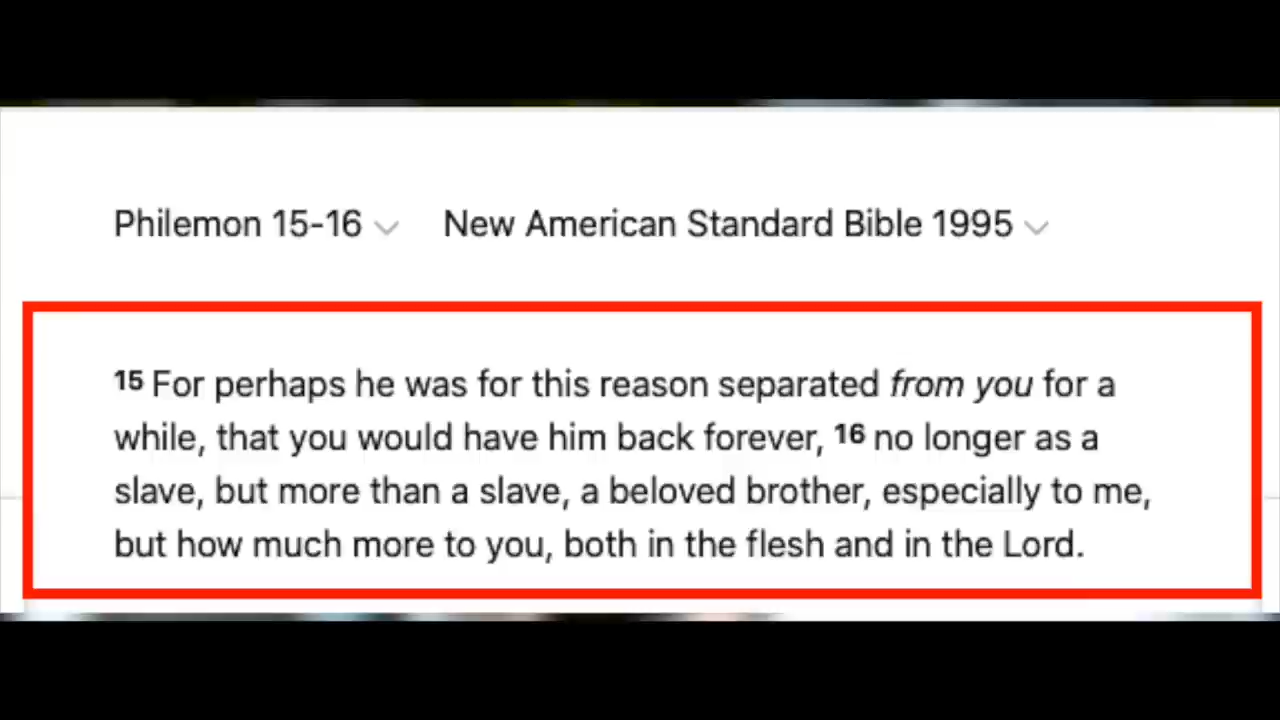 Philemon 15-16 New American Standard Bible 1995
15 For perhaps he was for this reason separated from you for a
while, that you would have him back forever, 16 no longer as a
slave, but more than a slave, a beloved brother, especially to me,
but how much more to you, both in the flesh and in the Lord.